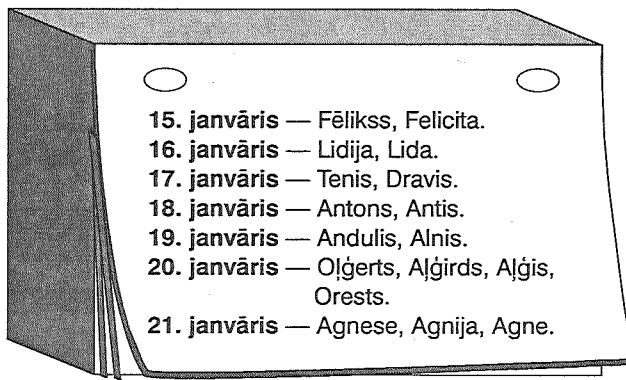 15. janvāris — Fēlikss, Felicita.
16. janvāris — Lidija, Lida.
17. janvāris — Tenis, Dravis.
18. janvāris — Antons, Antis.
19. janvāris — Andulis, Alnis.
20. janvāris — Oļģerts, Aļģirds, Aļģis,
Orests.
21. janvāris — Agnese, Agnija, Agne.